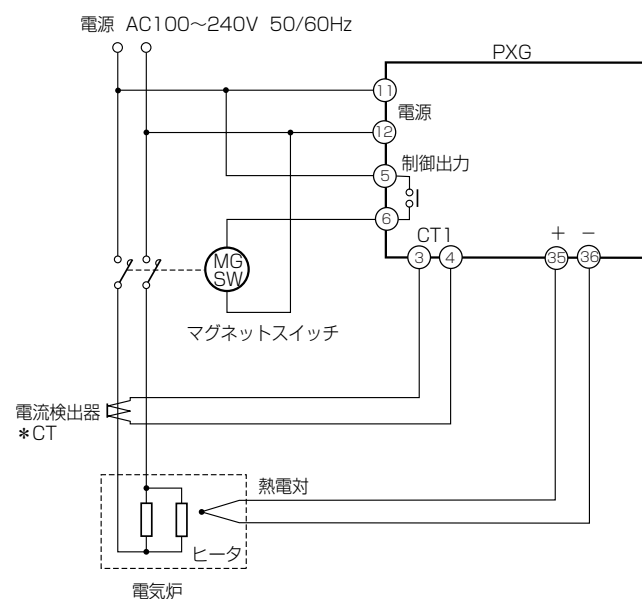 電源 AC100～240V 50/60Hz
PXG
11
電源
12
制御出力
5
6
CT1
＋ －
3 4 35 36
MG
SW
マグネットスイッチ
電流検出器
＊CT
熱電対
ヒータ
電気炉